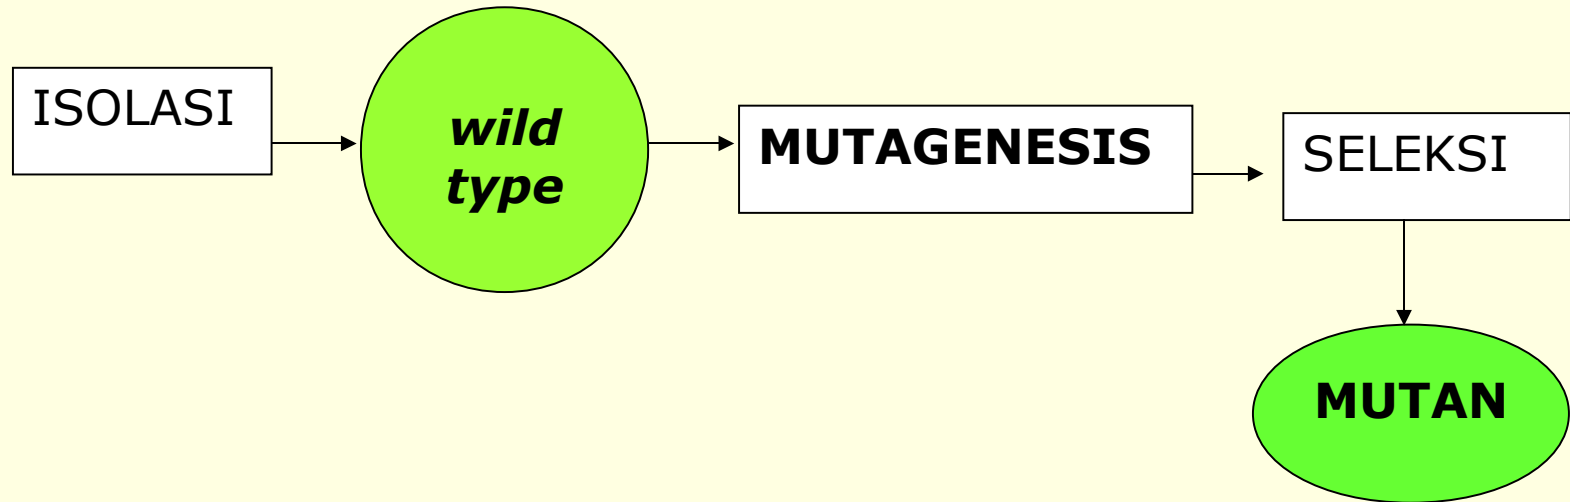 ISOLASI
wild
type
MUTAGENESIS
SELEKSI
MUTAN